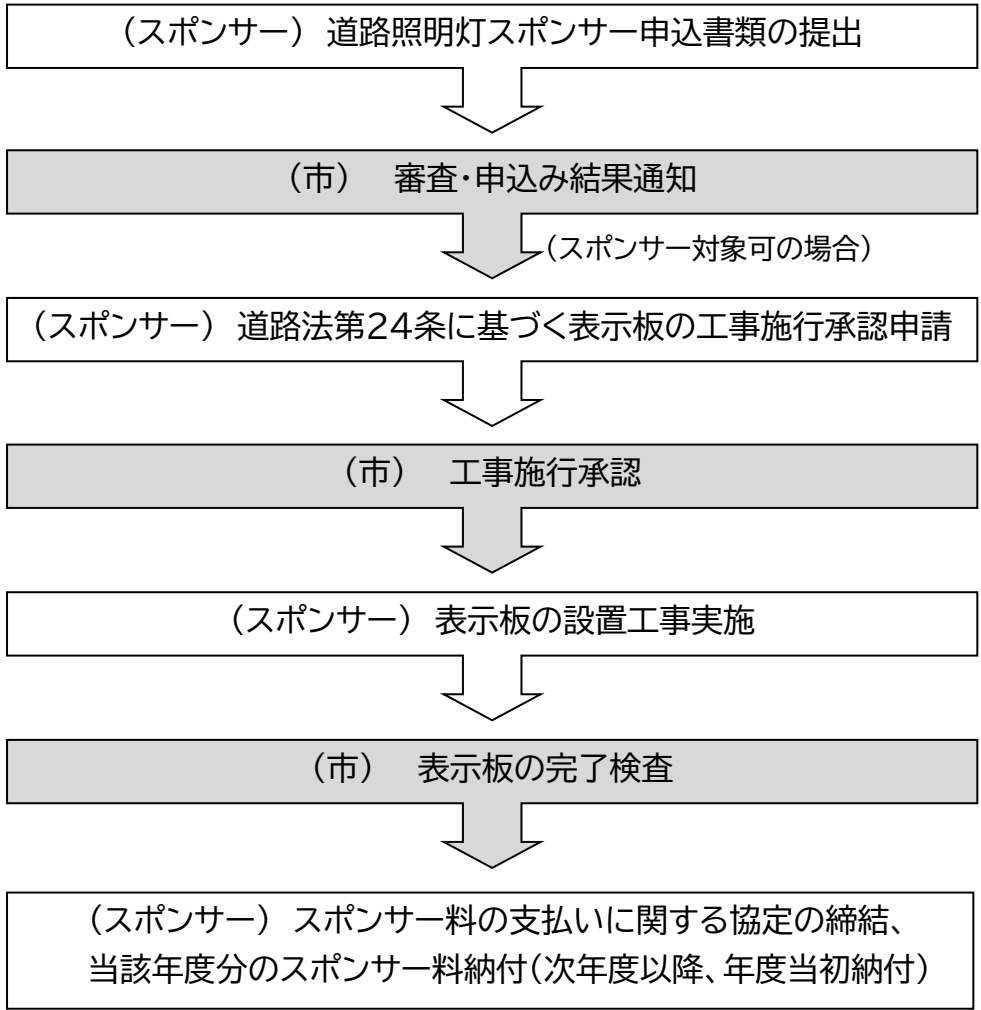 （スポンサー） 道路照明灯スポンサー申込書類の提出
（市）　審査・申込み結果通知
（スポンサー対象可の場合）
（スポンサー） 道路法第24条に基づく表示板の工事施行承認申請
（市）　工事施行承認
（スポンサー） 表示板の設置工事実施
（市）　表示板の完了検査
（スポンサー） スポンサー料の支払いに関する協定の締結、
当該年度分のスポンサー料納付（次年度以降、年度当初納付）